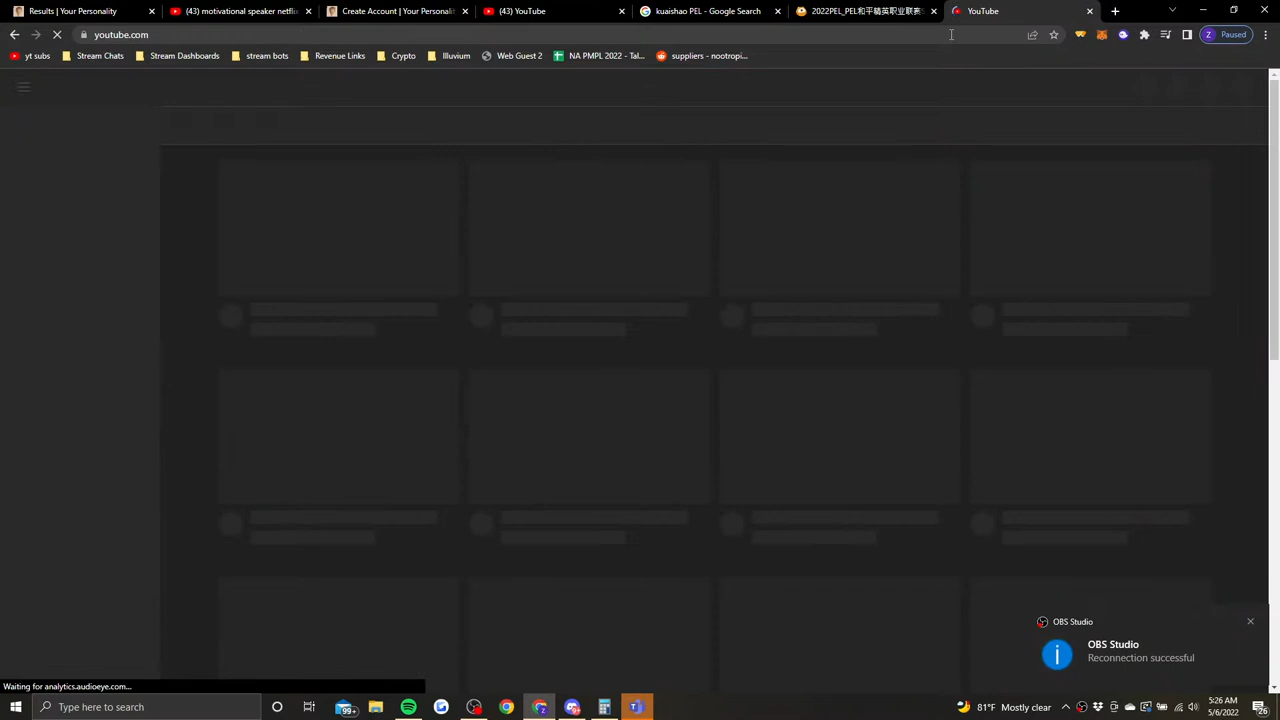 Results | Your Personality
(43) motivational speaker netfli
Create Account | Your Personali
(43) YouTube
kuaishao PEL - Google Search
2022PEL_PEL和平精英职业联赛
YouTube
youtube.com
Z Paused
yt subs
Stream Chats
Stream Dashboards
stream bots
Revenue Links
Crypto
Illuvium
Web Guest 2
NA PMPL 2022 - Tal...
suppliers - nootropi...
OBS Studio
OBS Studio
Reconnection successful
Waiting for analytics.audioeye.com...
Type here to search
99+
81°F Mostly clear
5:26 AM
5/6/2022
26